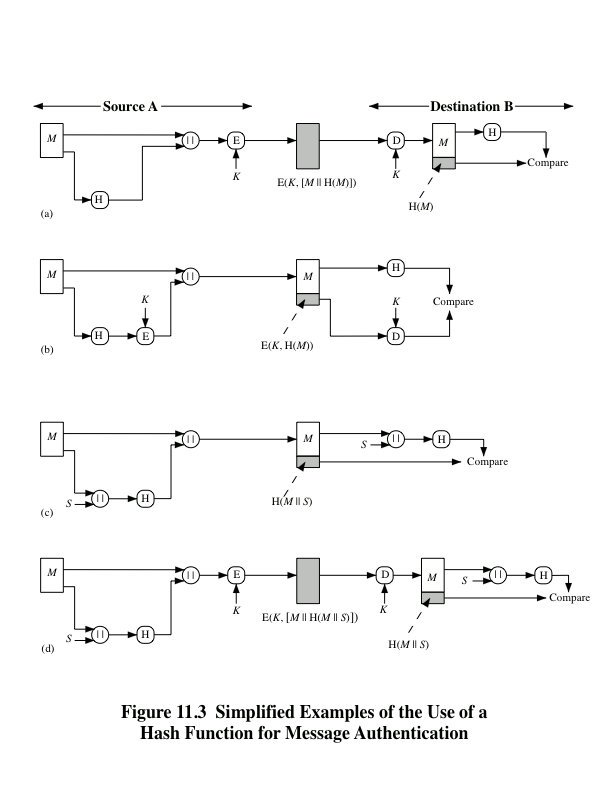 Source A
Destination B
M
||
E
K
H
E(K, [M || H(M)])
D
K
M
H
Compare
H(M)
(a)
M
||
K
H
E
M
E(K, H(M))
H
K
D
Compare
(b)
M
||
S
||
H
M
H(M || S)
S
||
H
Compare
(c)
M
||
E
K
S
||
H
E(K, [M || H(M || S)])
D
K
M
S
||
H
Compare
H(M || S)
(d)
Figure 11.3 Simplified Examples of the Use of a
Hash Function for Message Authentication